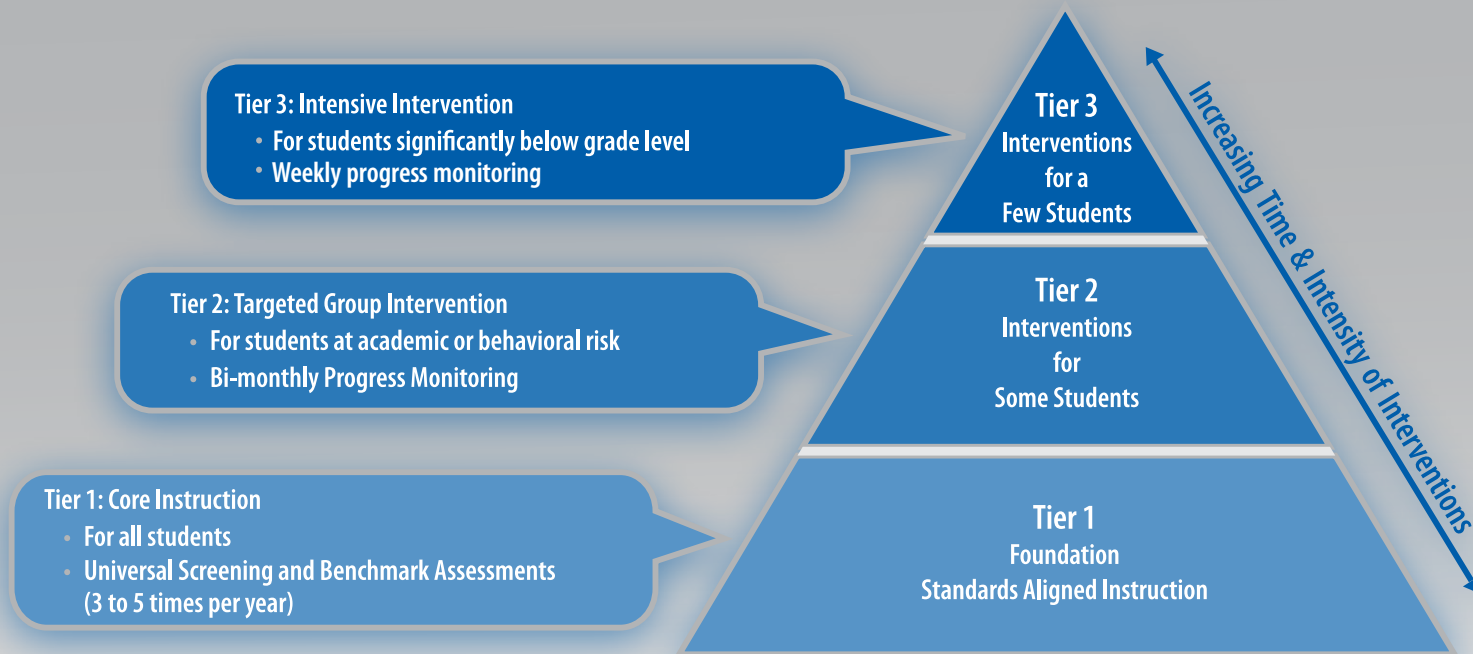 Tier 3: Intensive Intervention
• For students significantly below grade level
• Weekly progress monitoring
Tier 3
Interventions
for a
Few Students
Tier 2: Targeted Group Intervention
• For students at academic or behavioral risk
• Bi-monthly Progress Monitoring
Tier 2
Interventions
for
Some Students
Tier 1: Core Instruction
• For all students
• Universal Screening and Benchmark Assessments
(3 to 5 times per year)
Tier 1
Foundation
Standards Aligned Instruction
Increasing Time & Intensity of Interventions